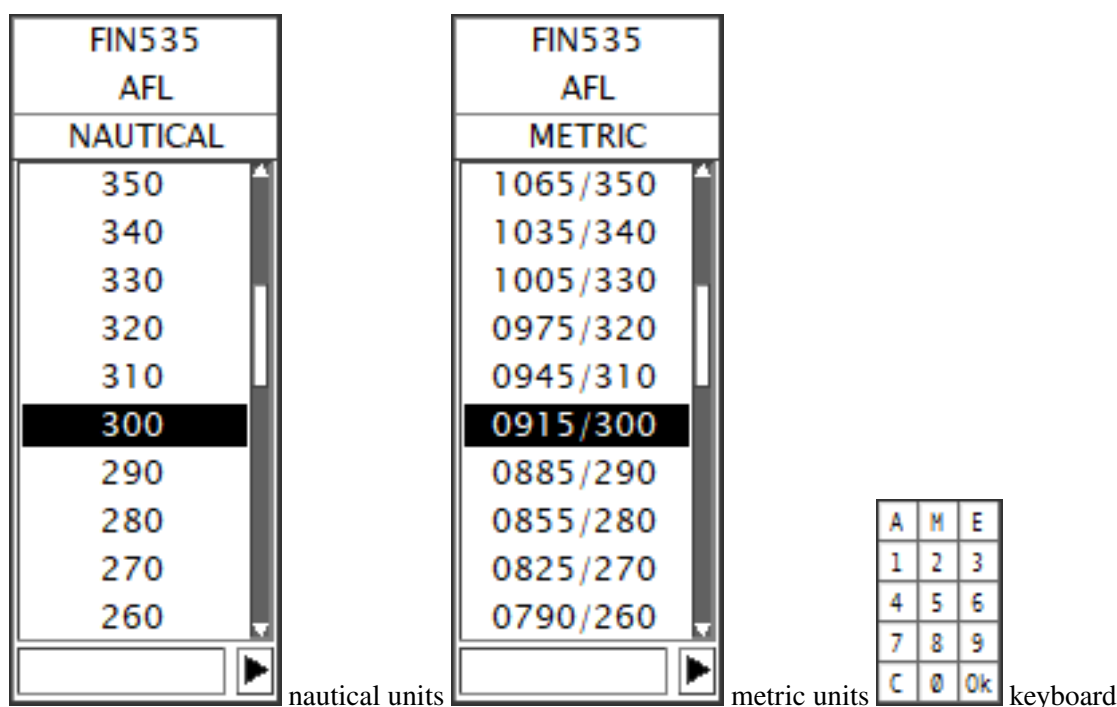 FIN535
AFL
NAUTICAL
350
340
330
320
310
300
290
280
270
260
nautical units
FIN535
AFL
METRIC
1065/350
1035/340
1005/330
0975/320
0945/310
0915/300
0885/290
0855/280
0825/270
0790/260
metric units
A M E
1 2 3
4 5 6
7 8 9
C Ø Ok
keyboard